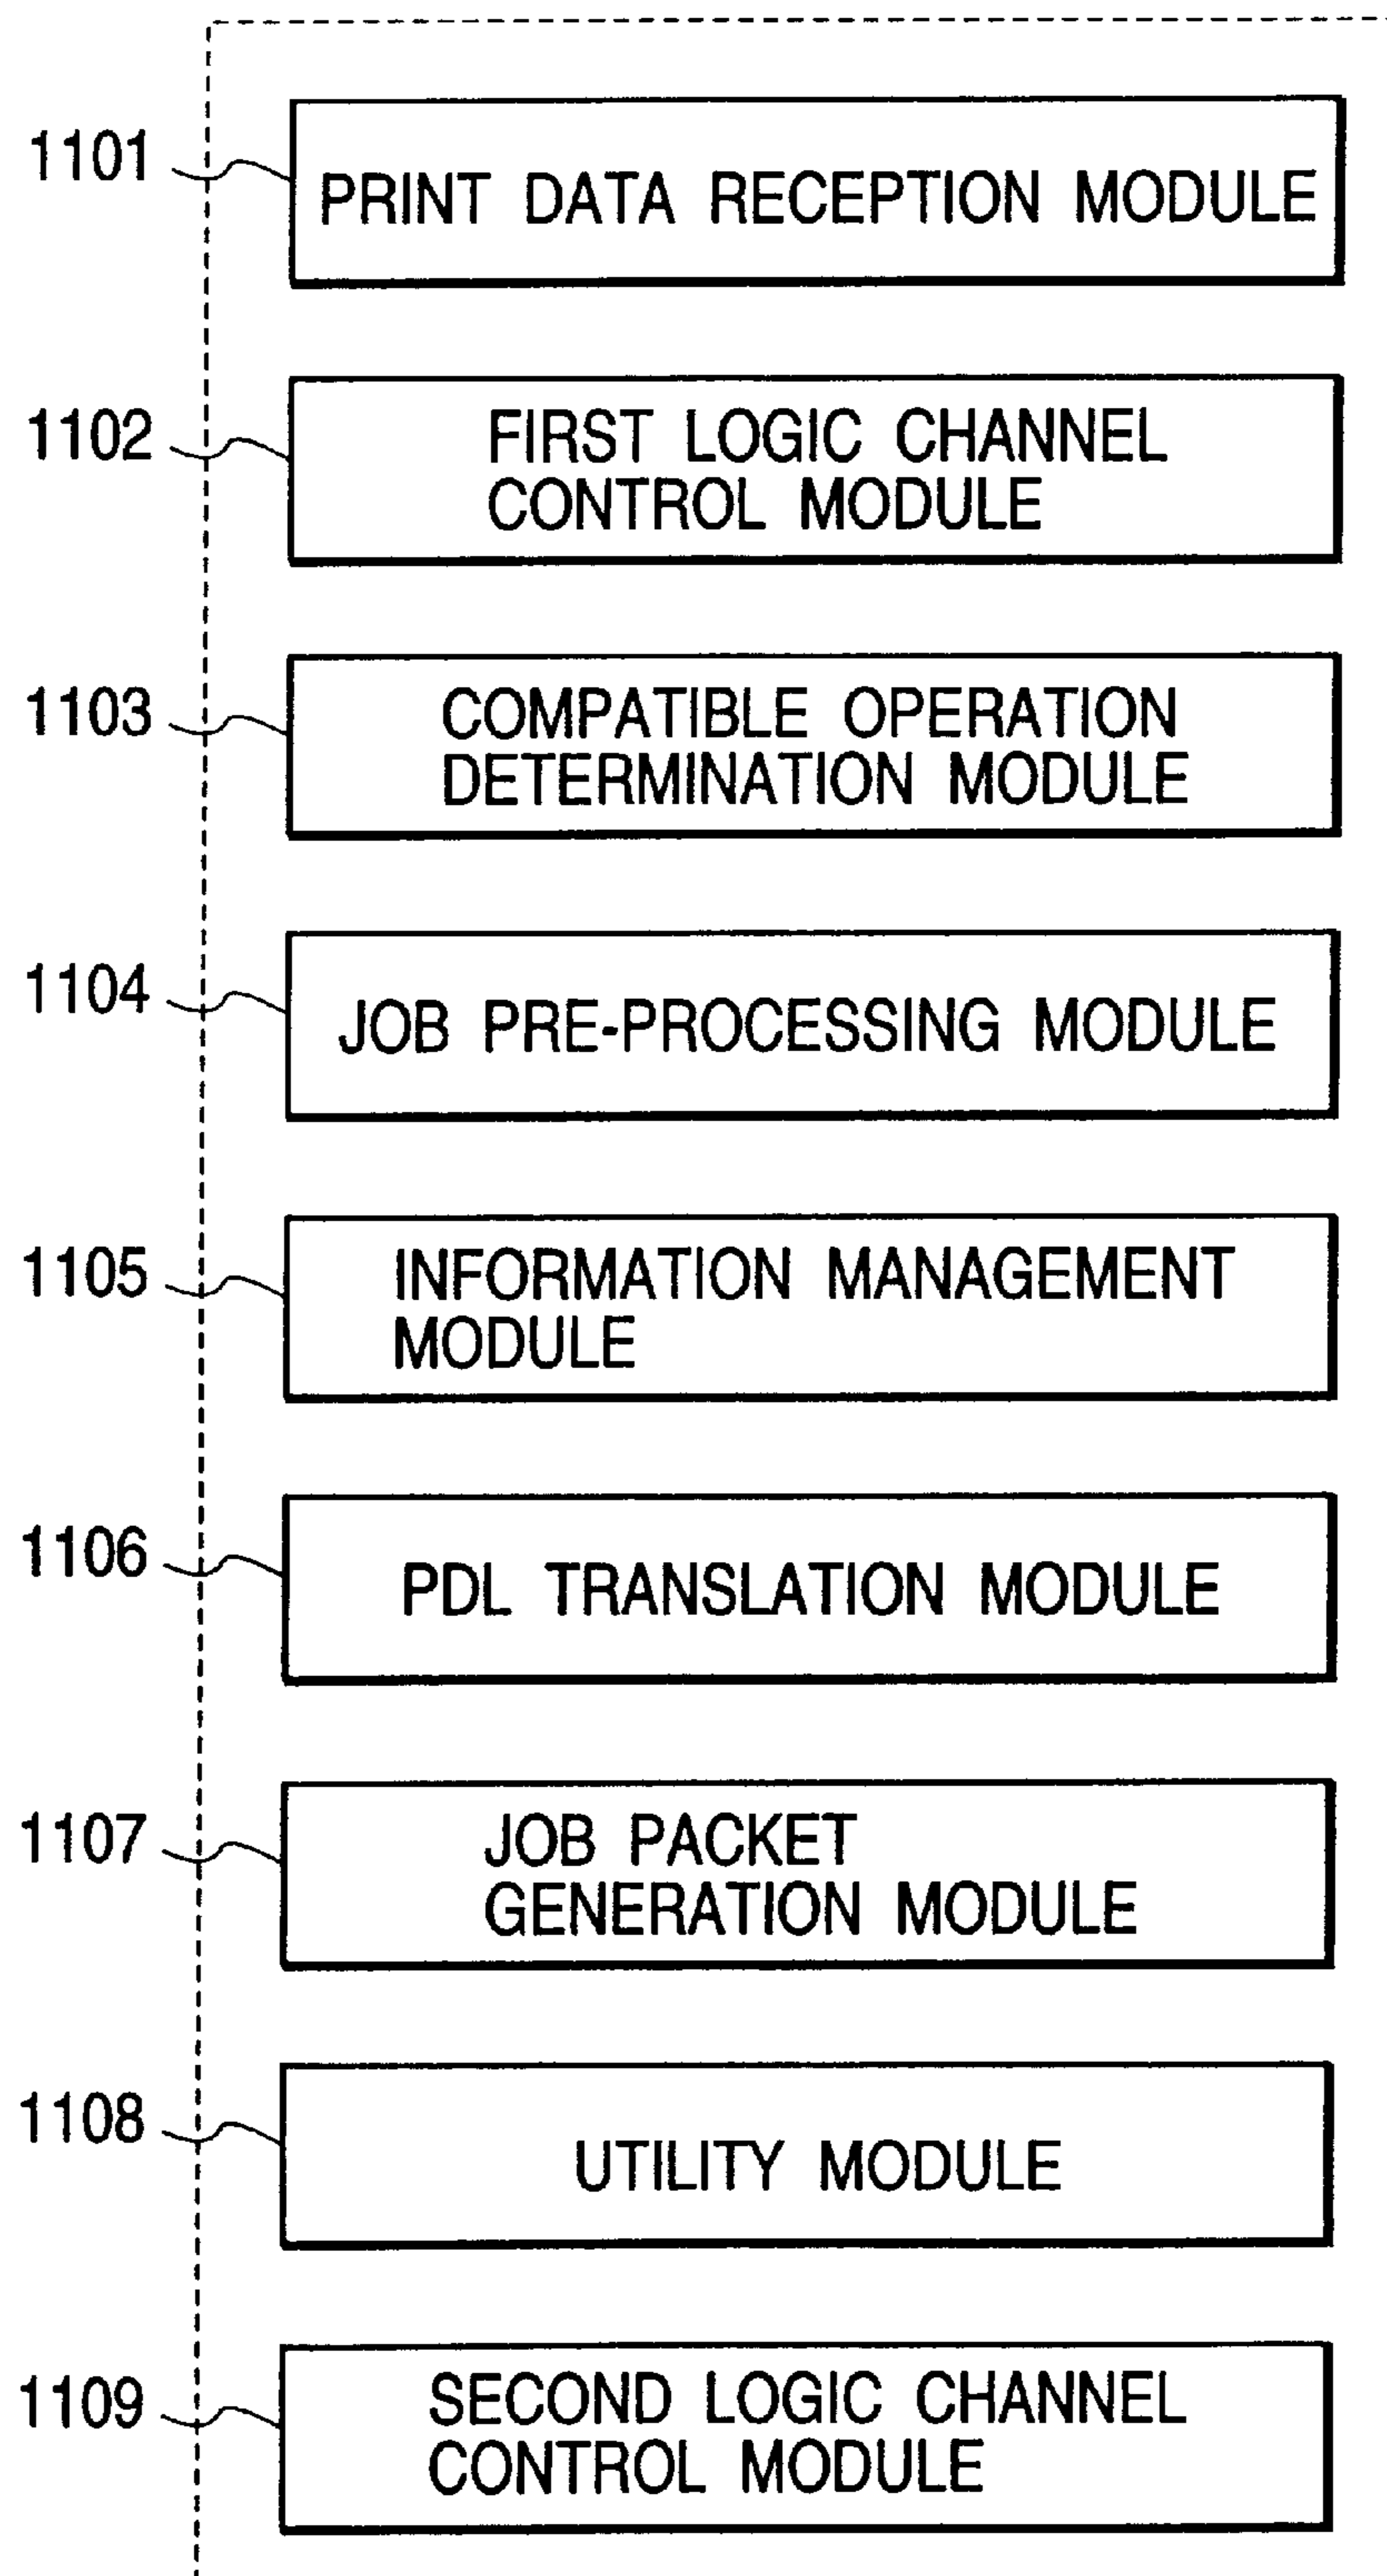 1101
PRINT DATA RECEPTION MODULE
1102
FIRST LOGIC CHANNEL
CONTROL MODULE
1103
COMPATIBLE OPERATION
DETERMINATION MODULE
1104
JOB PRE-PROCESSING MODULE
1105
INFORMATION MANAGEMENT
MODULE
1106
PDL TRANSLATION MODULE
1107
JOB PACKET
GENERATION MODULE
1108
UTILITY MODULE
1109
SECOND LOGIC CHANNEL
CONTROL MODULE